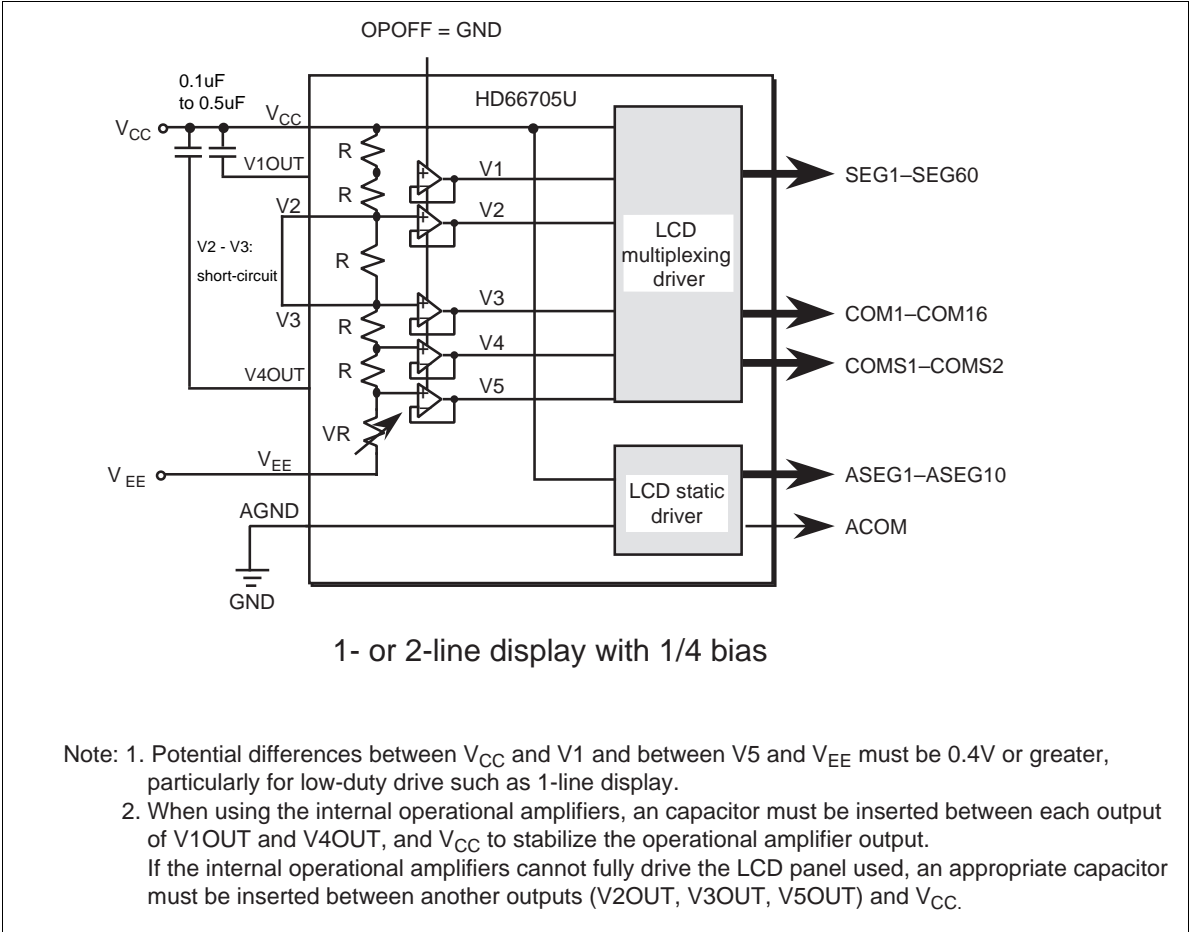 OPOFF = GND
0.1uF
to 0.5uF
HD66705U
VCC
VCC
R
V1OUT
V1
R
SEG1–SEG60
V2
V2
LCD
multiplexing
driver
V2 - V3:
short-circuit
R
V3
V3
COM1–COM16
R
V4
COMS1–COMS2
V4OUT
R
V5
VR
VEE
VEE
ASEG1–ASEG10
LCD static
driver
AGND
ACOM
GND
1- or 2-line display with 1/4 bias
Note: 1. Potential differences between VCC and V1 and between V5 and VEE must be 0.4V or greater,
particularly for low-duty drive such as 1-line display.
2. When using the internal operational amplifiers, an capacitor must be inserted between each output
of V1OUT and V4OUT, and VCC to stabilize the operational amplifier output.
If the internal operational amplifiers cannot fully drive the LCD panel used, an appropriate capacitor
must be inserted between another outputs (V2OUT, V3OUT, V5OUT) and VCC.